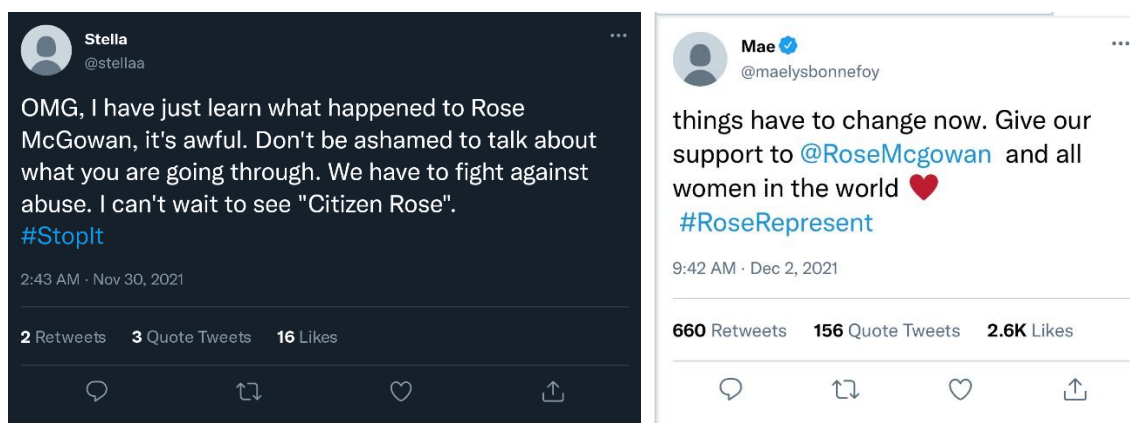 Stella
@stellaa
OMG, I have just learn what happened to Rose
McGowan, it's awful. Don't be ashamed to talk about
what you are going through. We have to fight against
abuse. I can't wait to see "Citizen Rose".
#StopIt
2:43 AM · Nov 30, 2021
2 Retweets 3 Quote Tweets 16 Likes
Mae
@maelysbonnefoy
things have to change now. Give our
support to @RoseMcgowan and all
women in the world ❤
#RoseRepresent
9:42 AM · Dec 2, 2021
660 Retweets 156 Quote Tweets 2.6K Likes